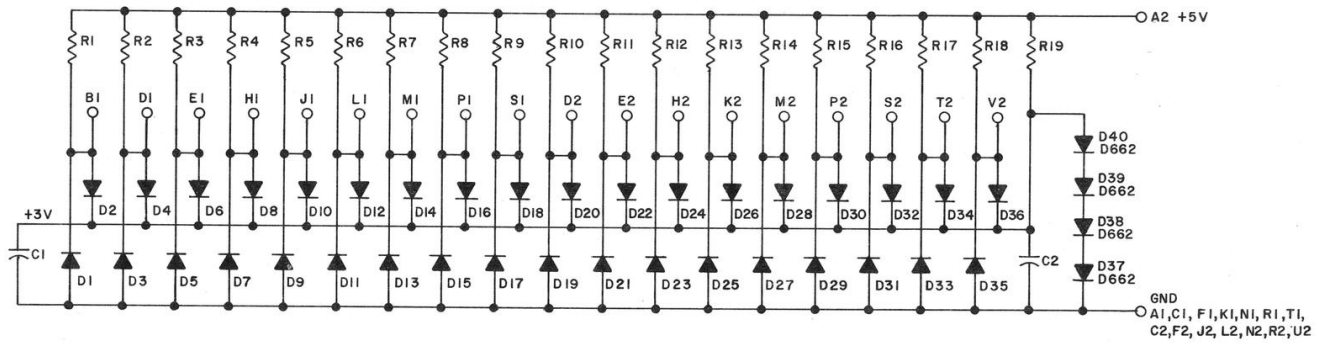 A2 +5V
R1 R2 R3 R4 R5 R6 R7 R8 R9 R10 R11 R12 R13 R14 R15 R16 R17 R18 R19
B1 D1 E1 H1 J1 L1 M1 P1 S1 D2 E2 H2 K2 M2 P2 S2 T2 V2
D40
D662
D39
D662
D38
D662
D37
D662
D2 D4 D6 D8 D10 D12 D14 D16 D18 D20 D22 D24 D26 D28 D30 D32 D34 D36
+3V
C1
C2
D1 D3 D5 D7 D9 D11 D13 D15 D17 D19 D21 D23 D25 D27 D29 D31 D33 D35
GND
A1,C1, F1,K1,N1,R1,T1,
C2,F2, J2, L2, N2,R2,U2